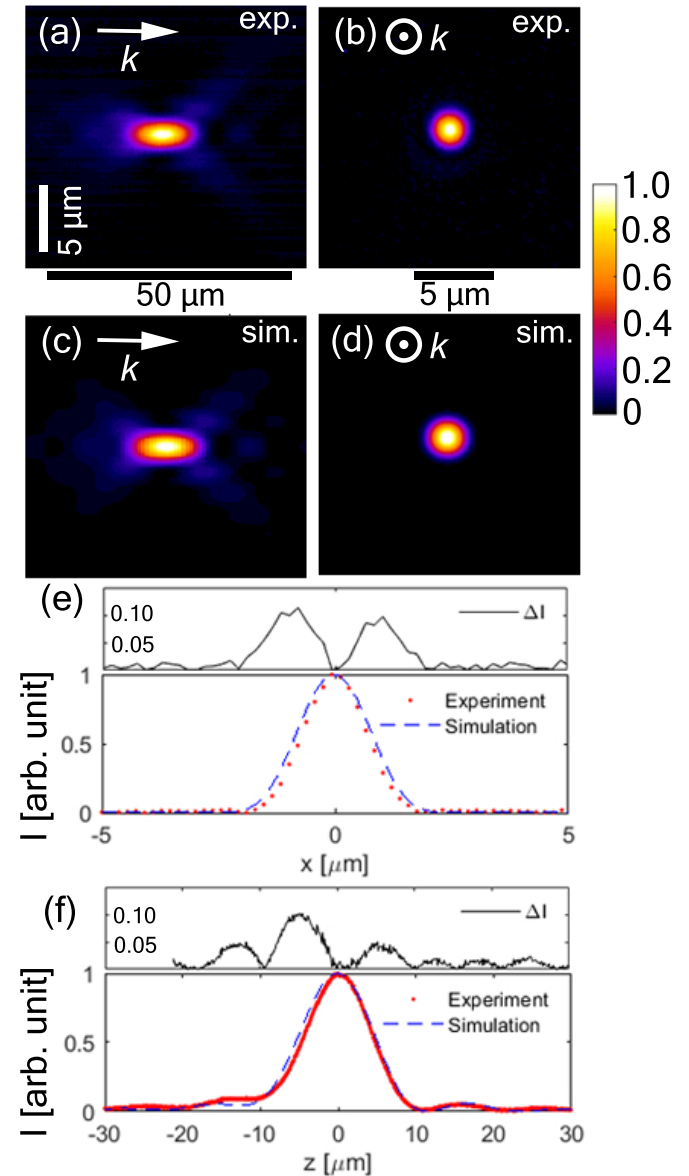 (a) k exp.
(b) k exp.
5 µm
50 µm
5 µm
1.0
0.8
0.6
0.4
0.2
0
(c) k sim.
(d) k sim.
(e)
0.10
0.05
ΔI
1
0.5
0
Experiment
Simulation
I [arb. unit]
-5 0 5
x [μm]
(f)
0.10
0.05
ΔI
1
0.5
0
Experiment
Simulation
I [arb. unit]
-30 -20 -10 0 10 20 30
z [μm]